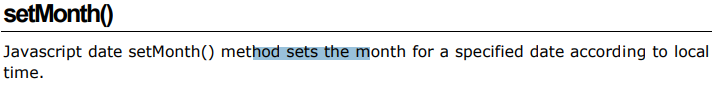 setMonth()
Javascript date setMonth() method sets the month for a specified date according to local
time.